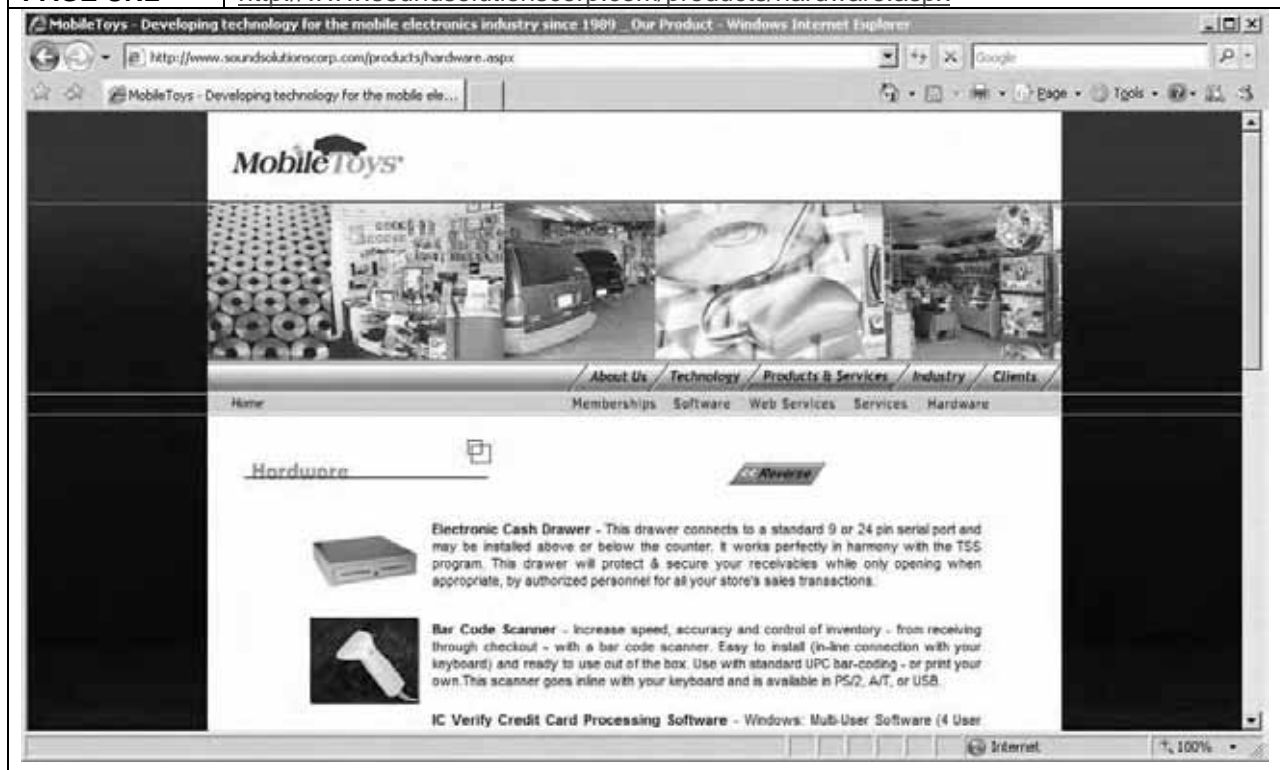 http://www.soundsolutionscorp.com/products/hardware.aspx
MobileToys - Developing technology for the mobile electronics industry since 1989 _ Our Product - Windows Internet Explorer
http://www.soundsolutionscorp.com/products/hardware.aspx
Google
MobileToys - Developing technology for the mobile ele...
Page Tools
MobileToys
About Us Technology Products & Services Industry Clients
Home Memberships Software Web Services Services Hardware
Hardware
<< Reverse
Electronic Cash Drawer - This drawer connects to a standard 9 or 24 pin serial port and
may be installed above or below the counter. It works perfectly in harmony with the TSS
program. This drawer will protect & secure your receivables while only opening when
appropriate, by authorized personnel for all your store's sales transactions.
Bar Code Scanner - Increase speed, accuracy and control of inventory - from receiving
through checkout - with a bar code scanner. Easy to install (in-line connection with your
keyboard) and ready to use out of the box. Use with standard UPC bar-coding - or print your
own.This scanner goes inline with your keyboard and is available in PS/2, A/T, or USB.
IC Verify Credit Card Processing Software - Windows: Multi-User Software (4 User
Internet 100%